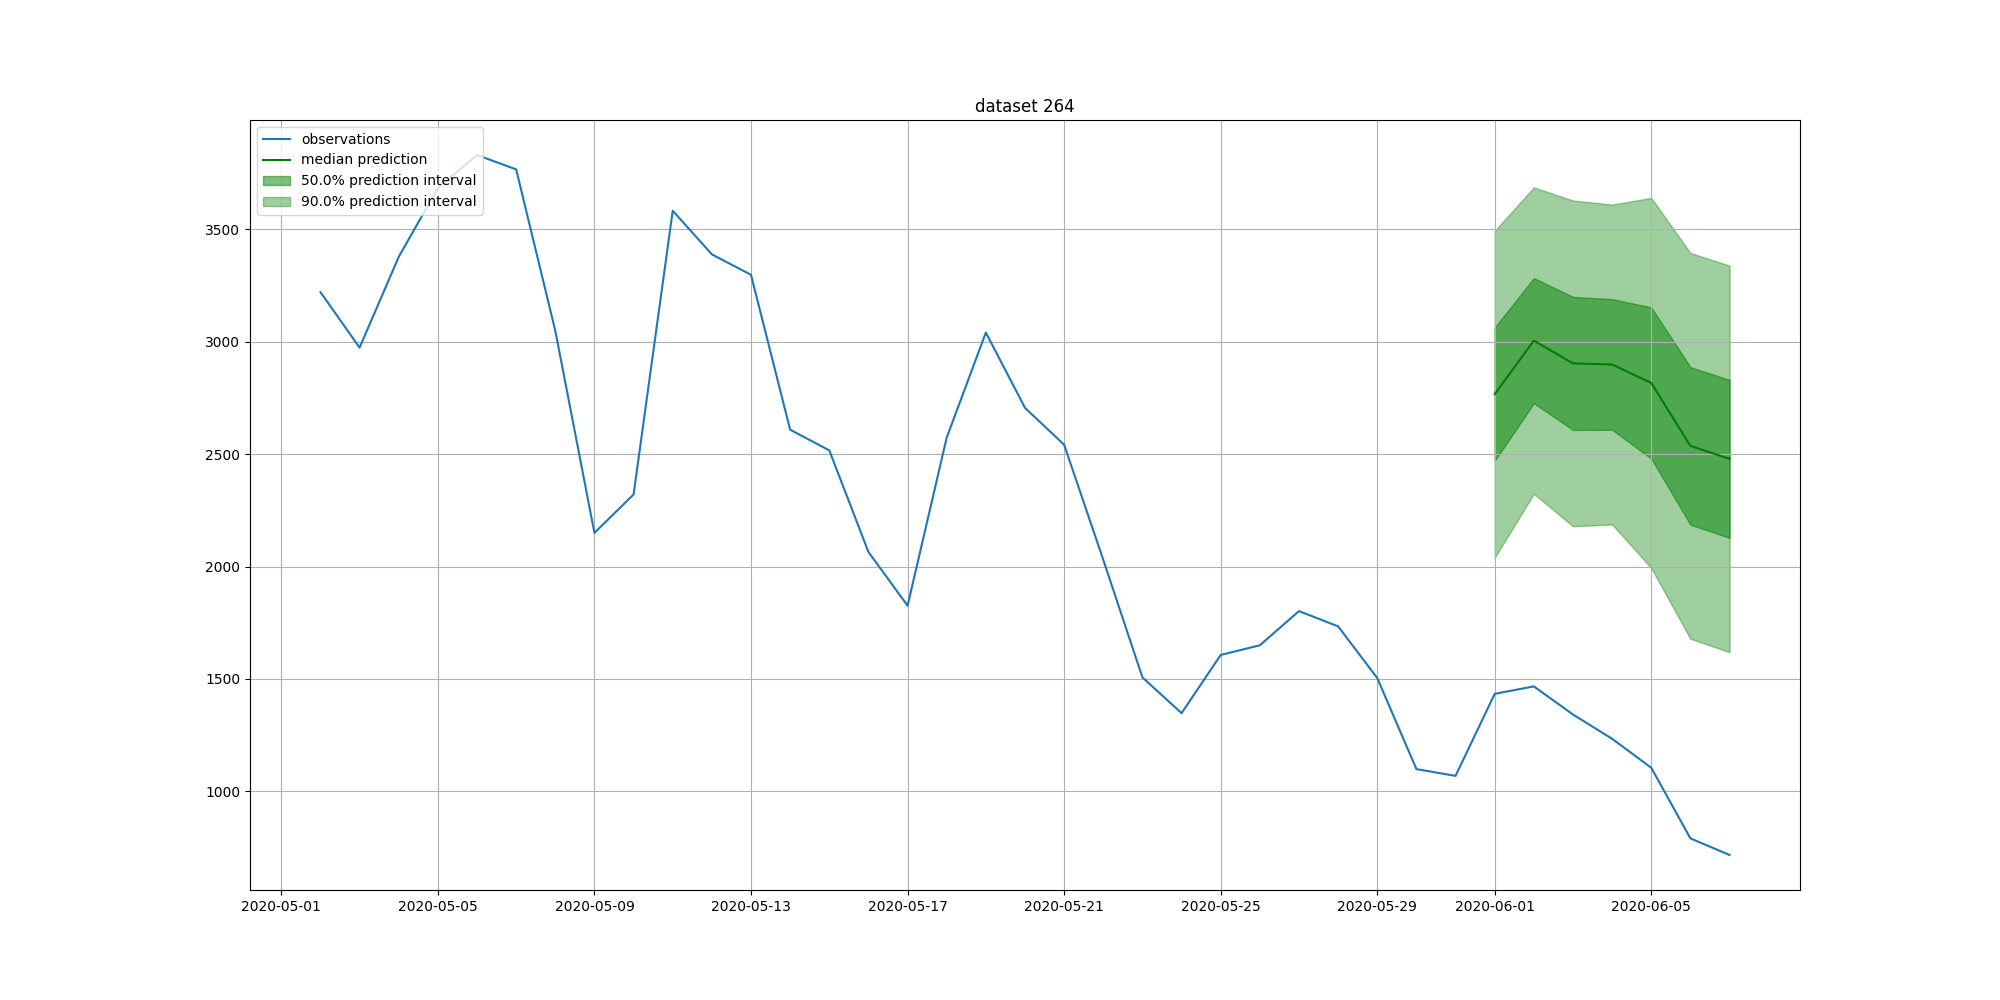 dataset 264
observations
median prediction
50.0% prediction interval
90.0% prediction interval
3500
3000
2500
2000
1500
1000
2020-05-01 2020-05-05 2020-05-09 2020-05-13 2020-05-17 2020-05-21 2020-05-25 2020-05-29 2020-06-01 2020-06-05